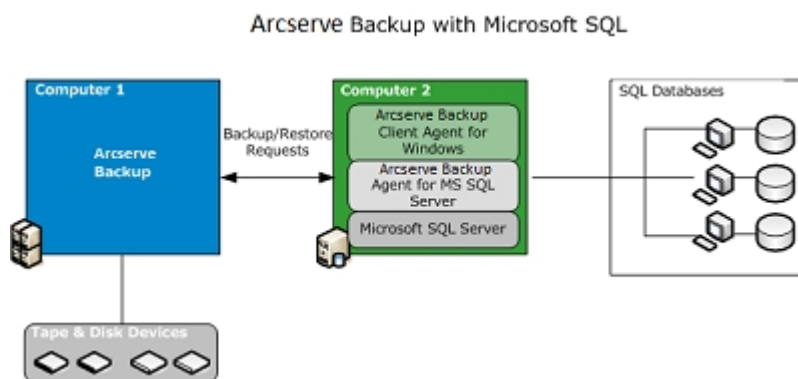 Arcserve Backup with Microsoft SQL
Computer 1
Arcserve
Backup
Backup/Restore
Requests
Computer 2
Arcserve Backup
Client Agent for
Windows
Arcserve Backup
Agent for MS SQL
Server
Microsoft SQL Server
SQL Databases
Tape & Disk Devices